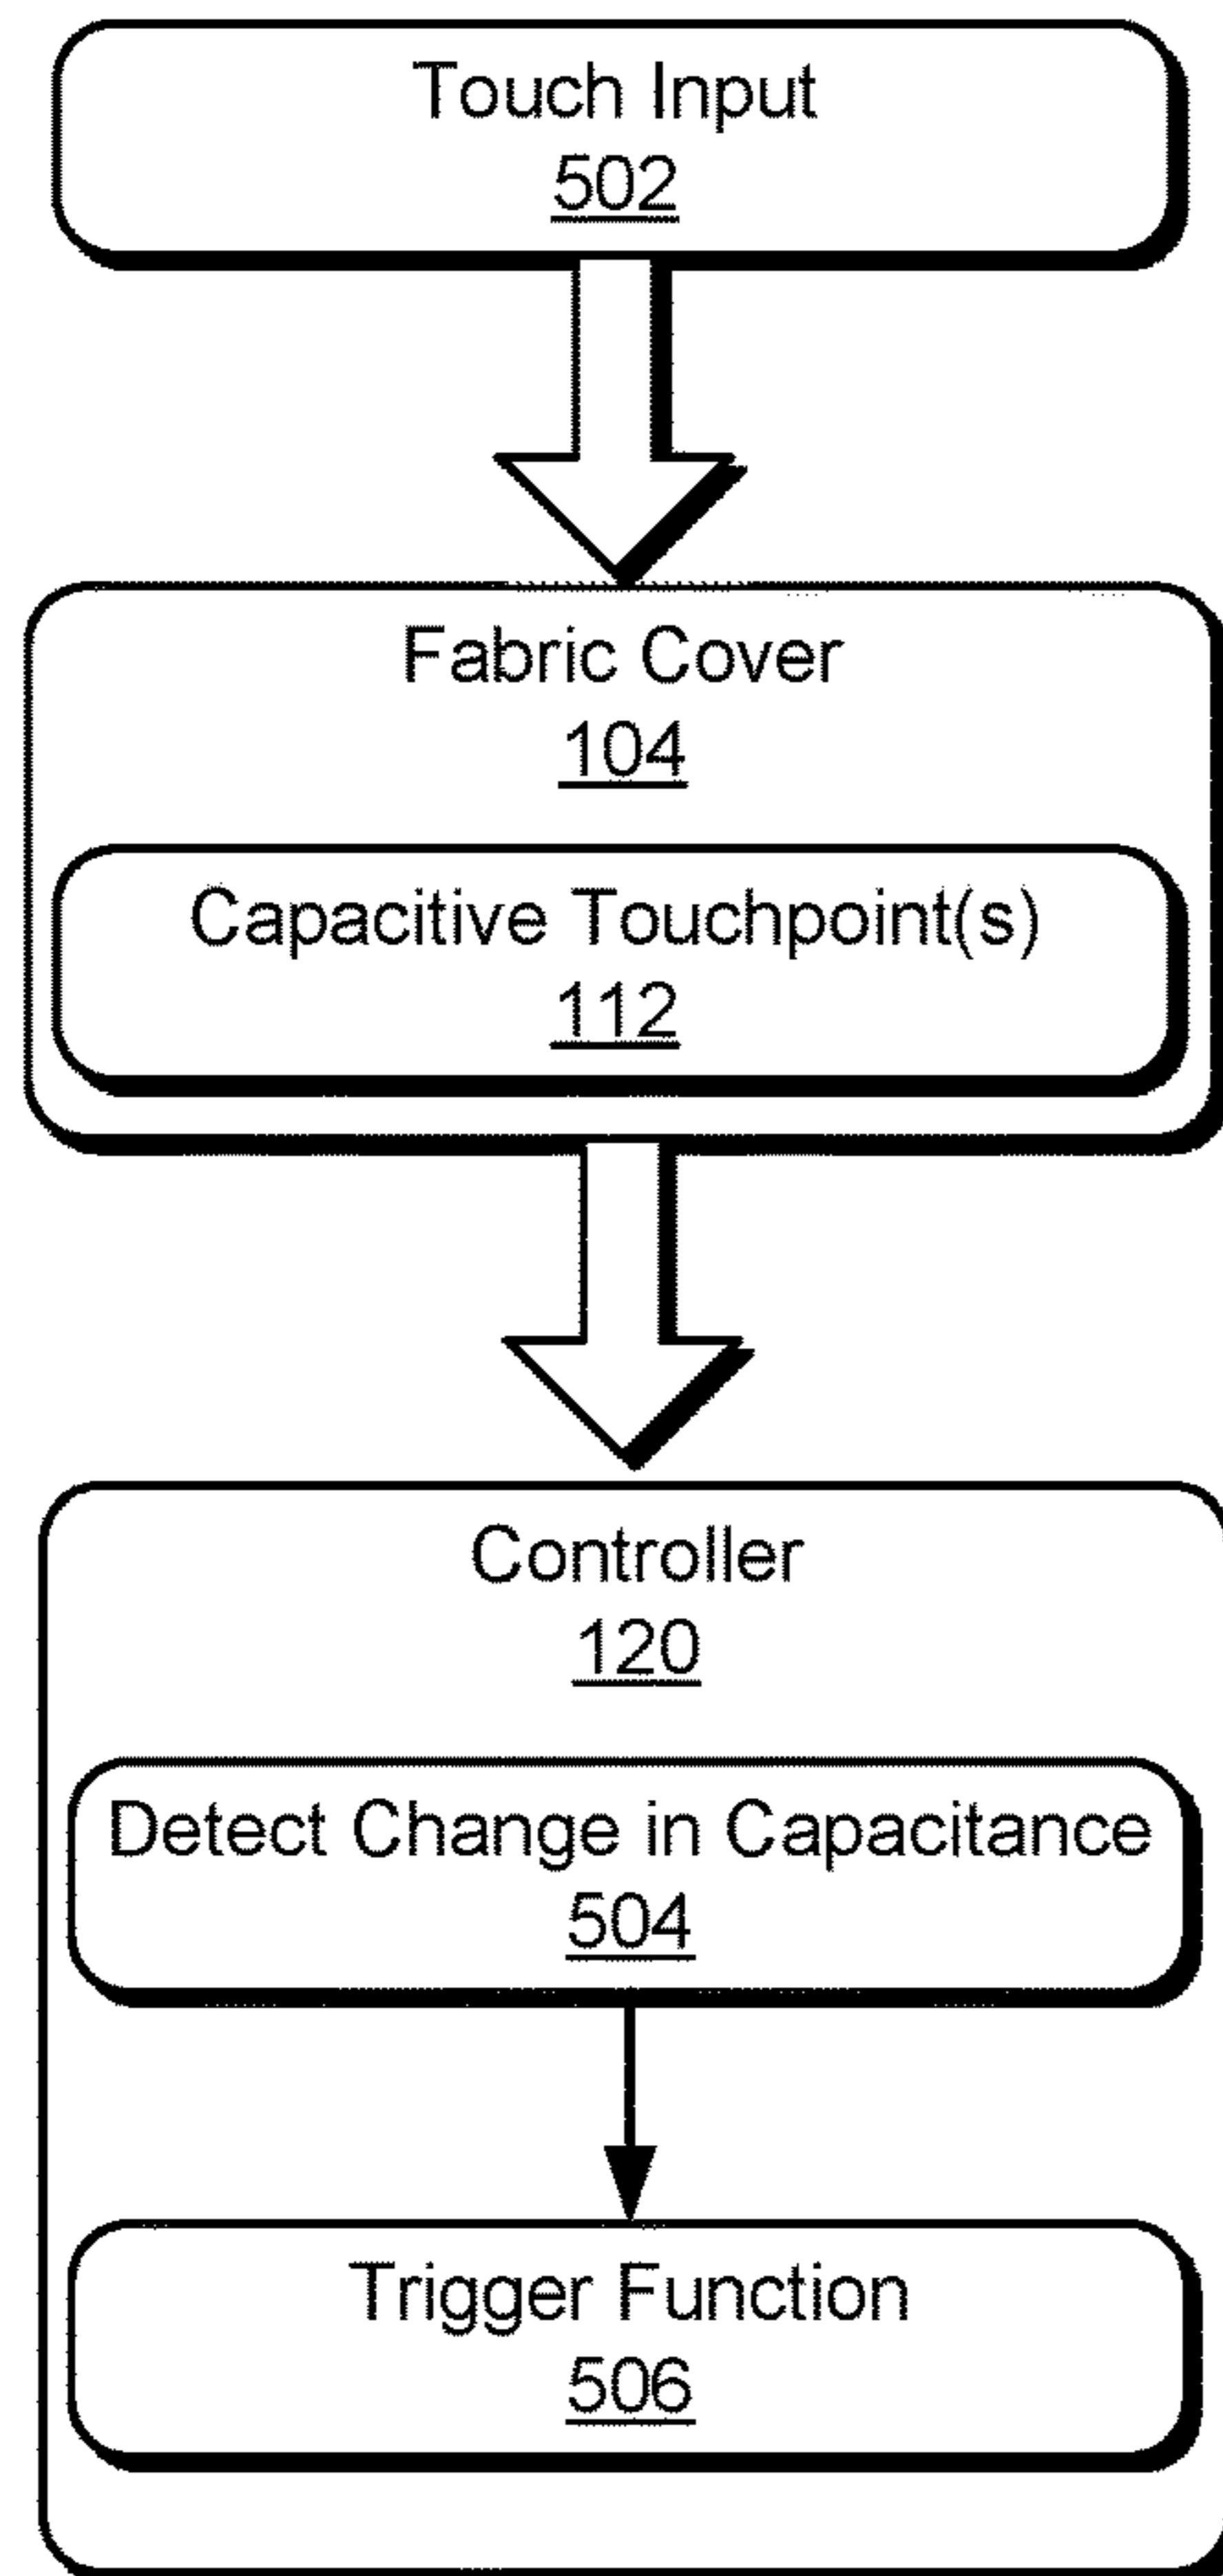 Touch Input
502
Fabric Cover
104
Capacitive Touchpoint(s)
112
Controller
120
Detect Change in Capacitance
504
Trigger Function
506